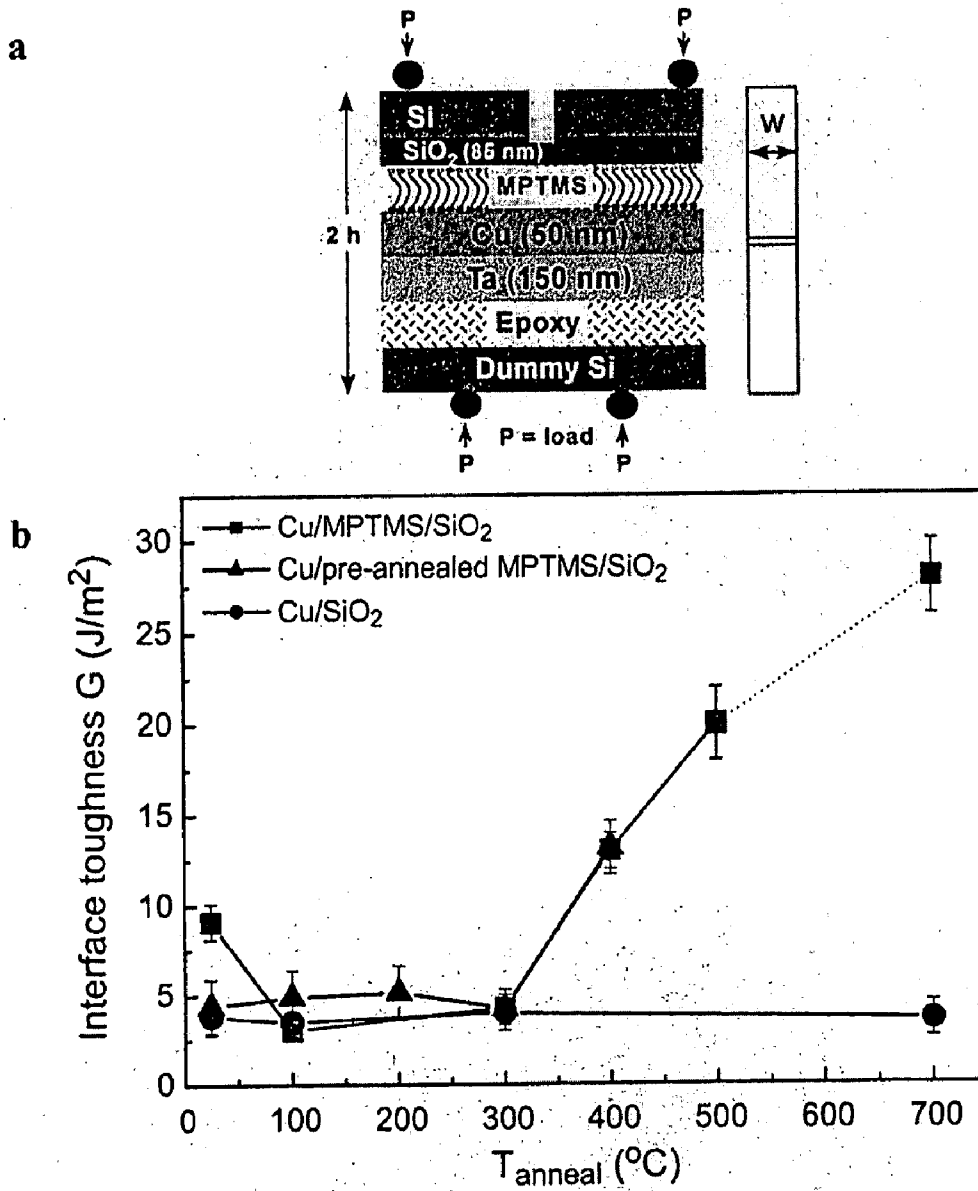 a
P P
Si
SiO₂ (86 nm)
MPTMS
Cu (50 nm)
Ta (150 nm)
Epoxy
Dummy Si
2 h
W
P P = load P
b
Cu/MPTMS/SiO₂
Cu/pre-annealed MPTMS/SiO₂
Cu/SiO₂
Interface toughness G (J/m²)
30
25
20
15
10
5
0
0 100 200 300 400 500 600 700
Tanneal (°C)